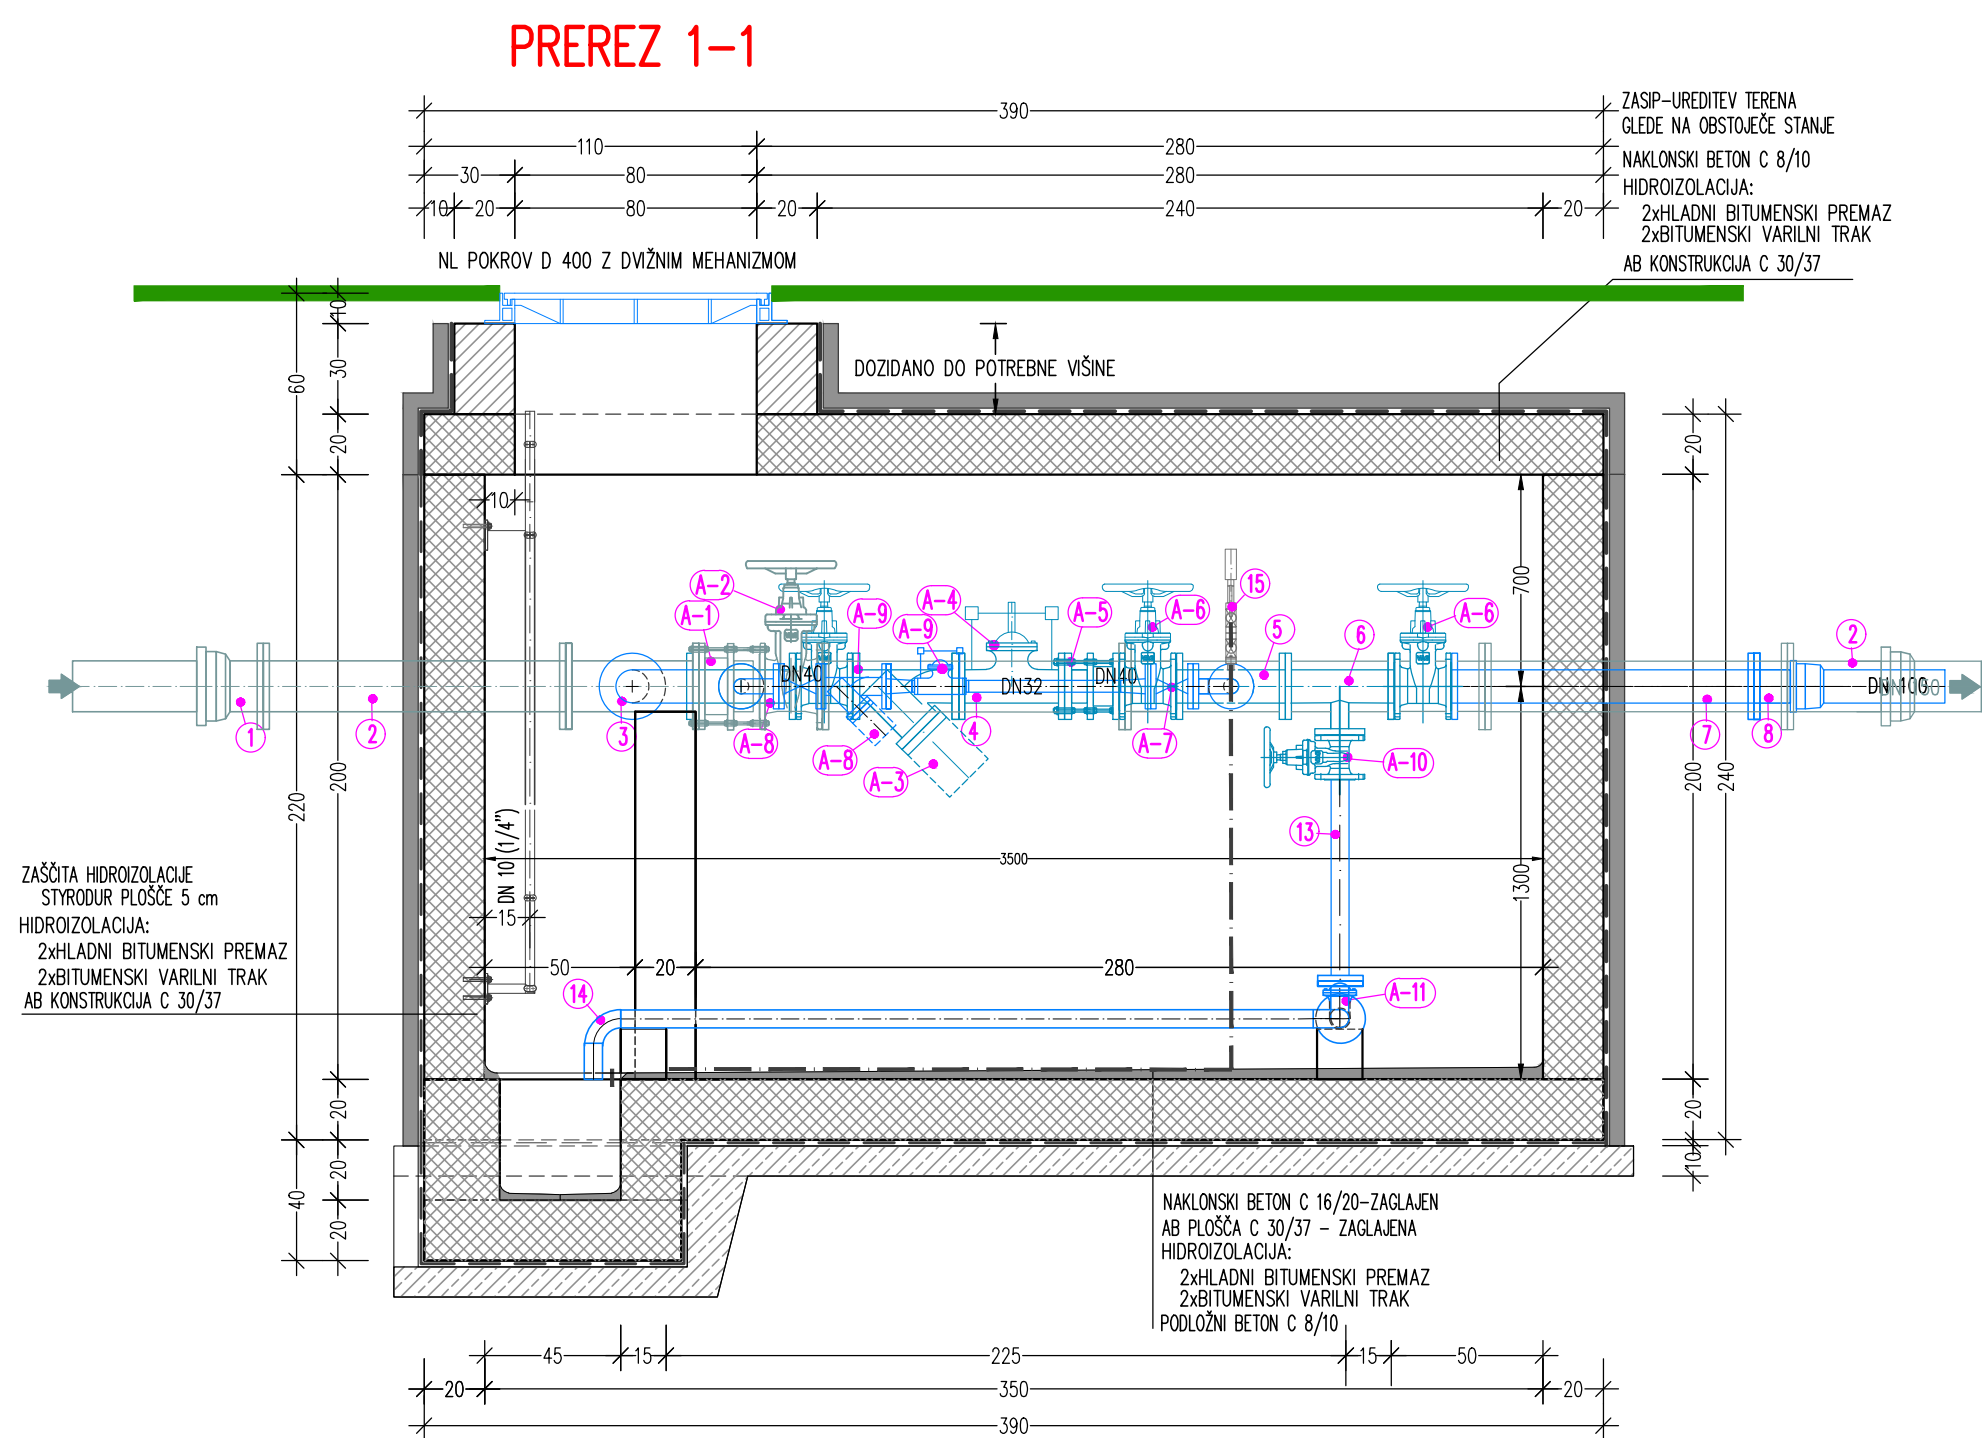 PREREZ 1-1
390
110
280
30
80
280
10
20
80
20
240
20
ZASIP-UREDITEV TERENA
GLEDE NA OBSTOJEČE STANJE
NAKLONSKI BETON C 8/10
HIDROIZOLACIJA:
2xHLADNI BITUMENSKI PREMAZ
2xBITUMENSKI VARILNI TRAK
AB KONSTRUKCIJA C 30/37
NL POKROV D 400 Z DVIŽNIM MEHANIZMOM
DOZIDANO DO POTREBNE VIŠINE
60
10
30
20
220
200
20
40
20
20
20
200
240
20
10
10
700
1300
A-2
A-1
A-9
A-9
A-4
A-5
A-6
15
5
6
A-6
2
DN40
DN32
DN40
DN 100
1
2
3
A-8
A-8
A-3
4
A-7
A-10
7
8
13
3500
DN 10 (1/4")
15
50
20
280
14
A-11
ZAŠČITA HIDROIZOLACIJE
STYRODUR PLOŠČE 5 cm
HIDROIZOLACIJA:
2xHLADNI BITUMENSKI PREMAZ
2xBITUMENSKI VARILNI TRAK
AB KONSTRUKCIJA C 30/37
NAKLONSKI BETON C 16/20-ZAGLAJEN
AB PLOŠČA C 30/37 - ZAGLAJENA
HIDROIZOLACIJA:
2xHLADNI BITUMENSKI PREMAZ
2xBITUMENSKI VARILNI TRAK
PODLOŽNI BETON C 8/10
45
15
225
15
50
20
350
20
390